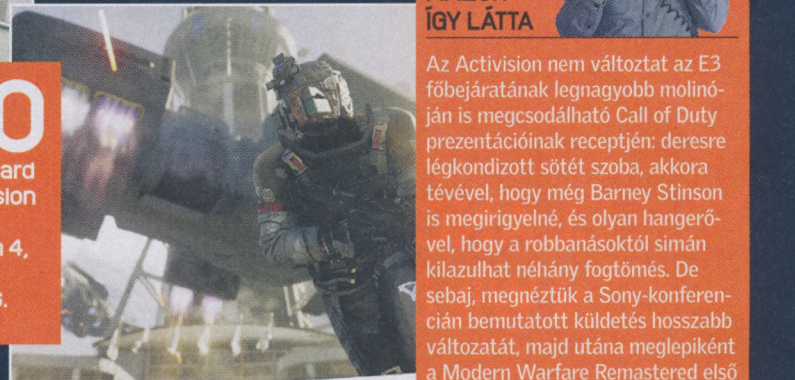 ÍGY LÁTTA
Az Activision nem változtat az E3
főbejáratának legnagyobb molinó-
ján is megcsodálható Call of Duty
prezentációinak receptjén: deresre
légkondizott sötét szoba, akkora
tévével, hogy még Barney Stinson
is megirigyelné, és olyan hangerő-
vel, hogy a robbanásoktól simán
kilazulhat néhány fogtömés. De
sebaj, megnéztük a Sony-konferen-
cián bemutatott küldetés hosszabb
változatát, majd utána meglepiként
a Modern Warfare Remastered első
0
ard
sion
4,